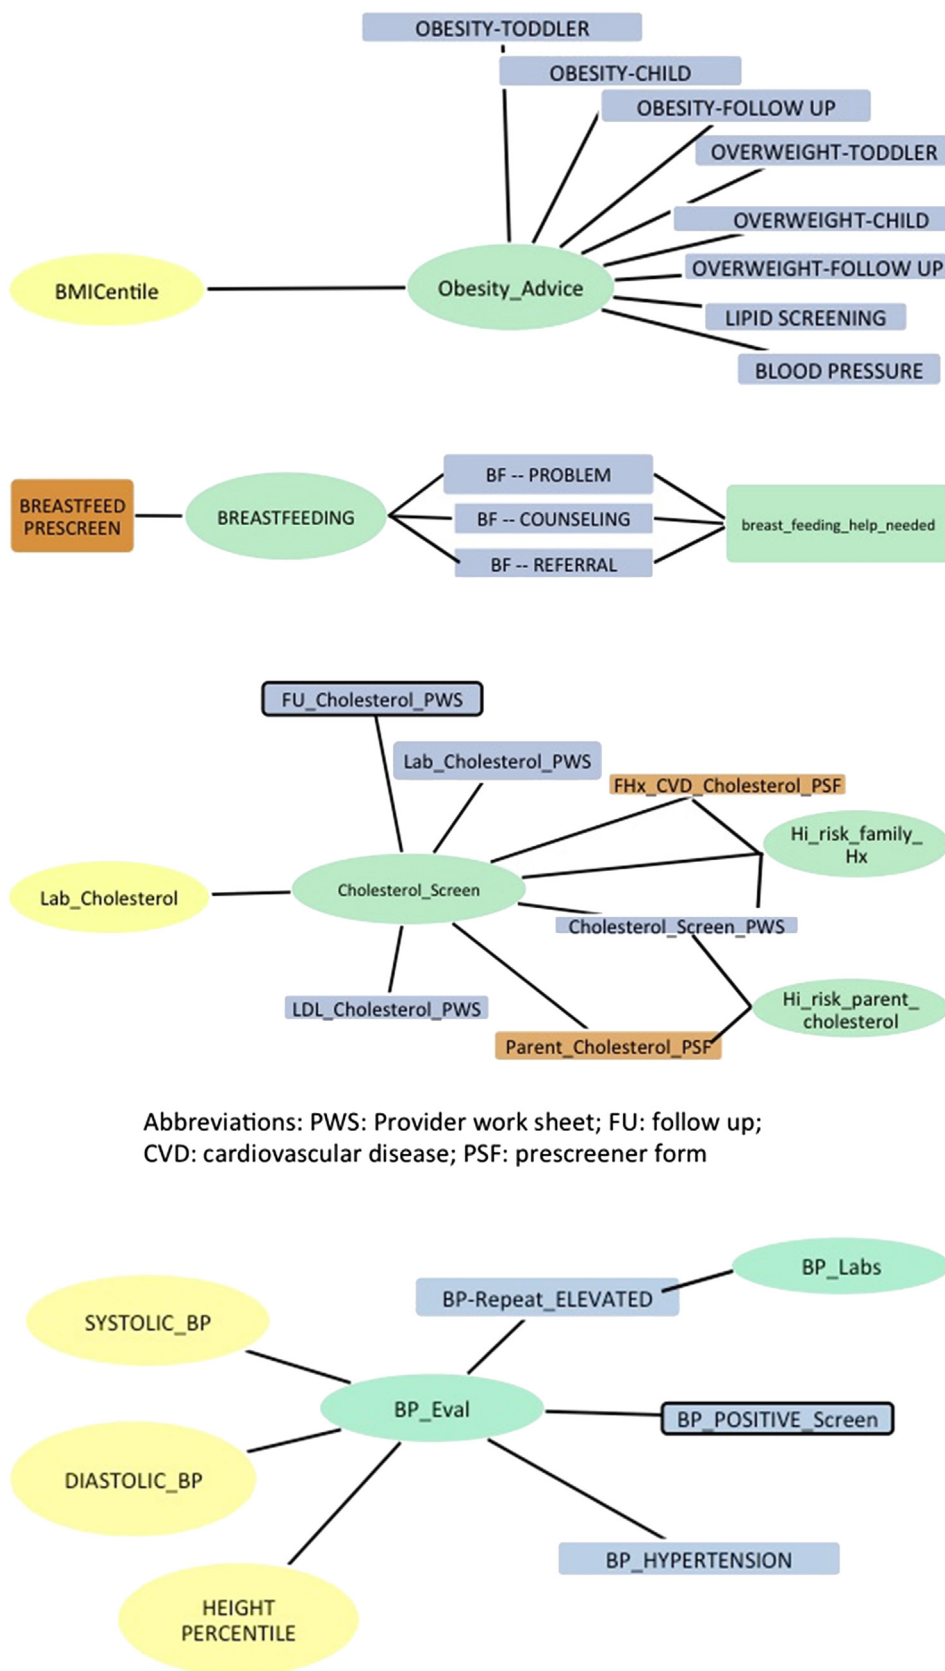 OBESITY-TODDLER
OBESITY-CHILD
OBESITY-FOLLOW UP
OVERWEIGHT-TODDLER
OVERWEIGHT-CHILD
OVERWEIGHT-FOLLOW UP
BMICentile
Obesity_Advice
LIPID SCREENING
BLOOD PRESSURE
BREASTFEED
PRESCREEN
BREASTFEEDING
BF -- PROBLEM
BF -- COUNSELING
BF -- REFERRAL
breast_feeding_help_needed
FU_Cholesterol_PWS
Lab_Cholesterol_PWS
FHx_CVD_Cholesterol_PSF
Hi_risk_family_
Hx
Lab_Cholesterol
Cholesterol_Screen
Cholesterol_Screen_PWS
LDL_Cholesterol_PWS
Hi_risk_parent_
cholesterol
Parent_Cholesterol_PSF
Abbreviations: PWS: Provider work sheet; FU: follow up;
CVD: cardiovascular disease; PSF: prescreener form
BP_Labs
BP-Repeat_ELEVATED
SYSTOLIC_BP
BP_Eval
BP_POSITIVE_Screen
DIASTOLIC_BP
BP_HYPERTENSION
HEIGHT
PERCENTILE